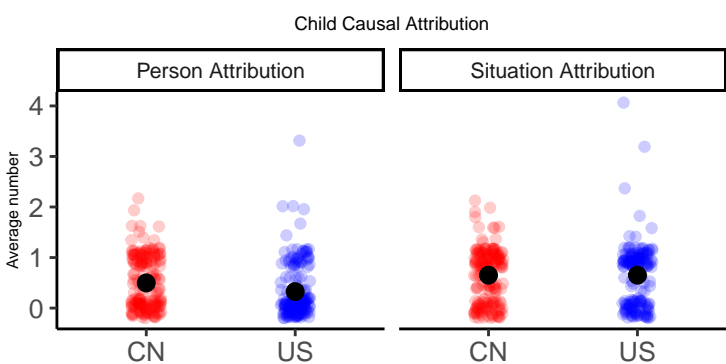 Child Causal Attribution
Person Attribution
Situation Attribution
Average number
4
3
2
1
0
CN
US
CN
US